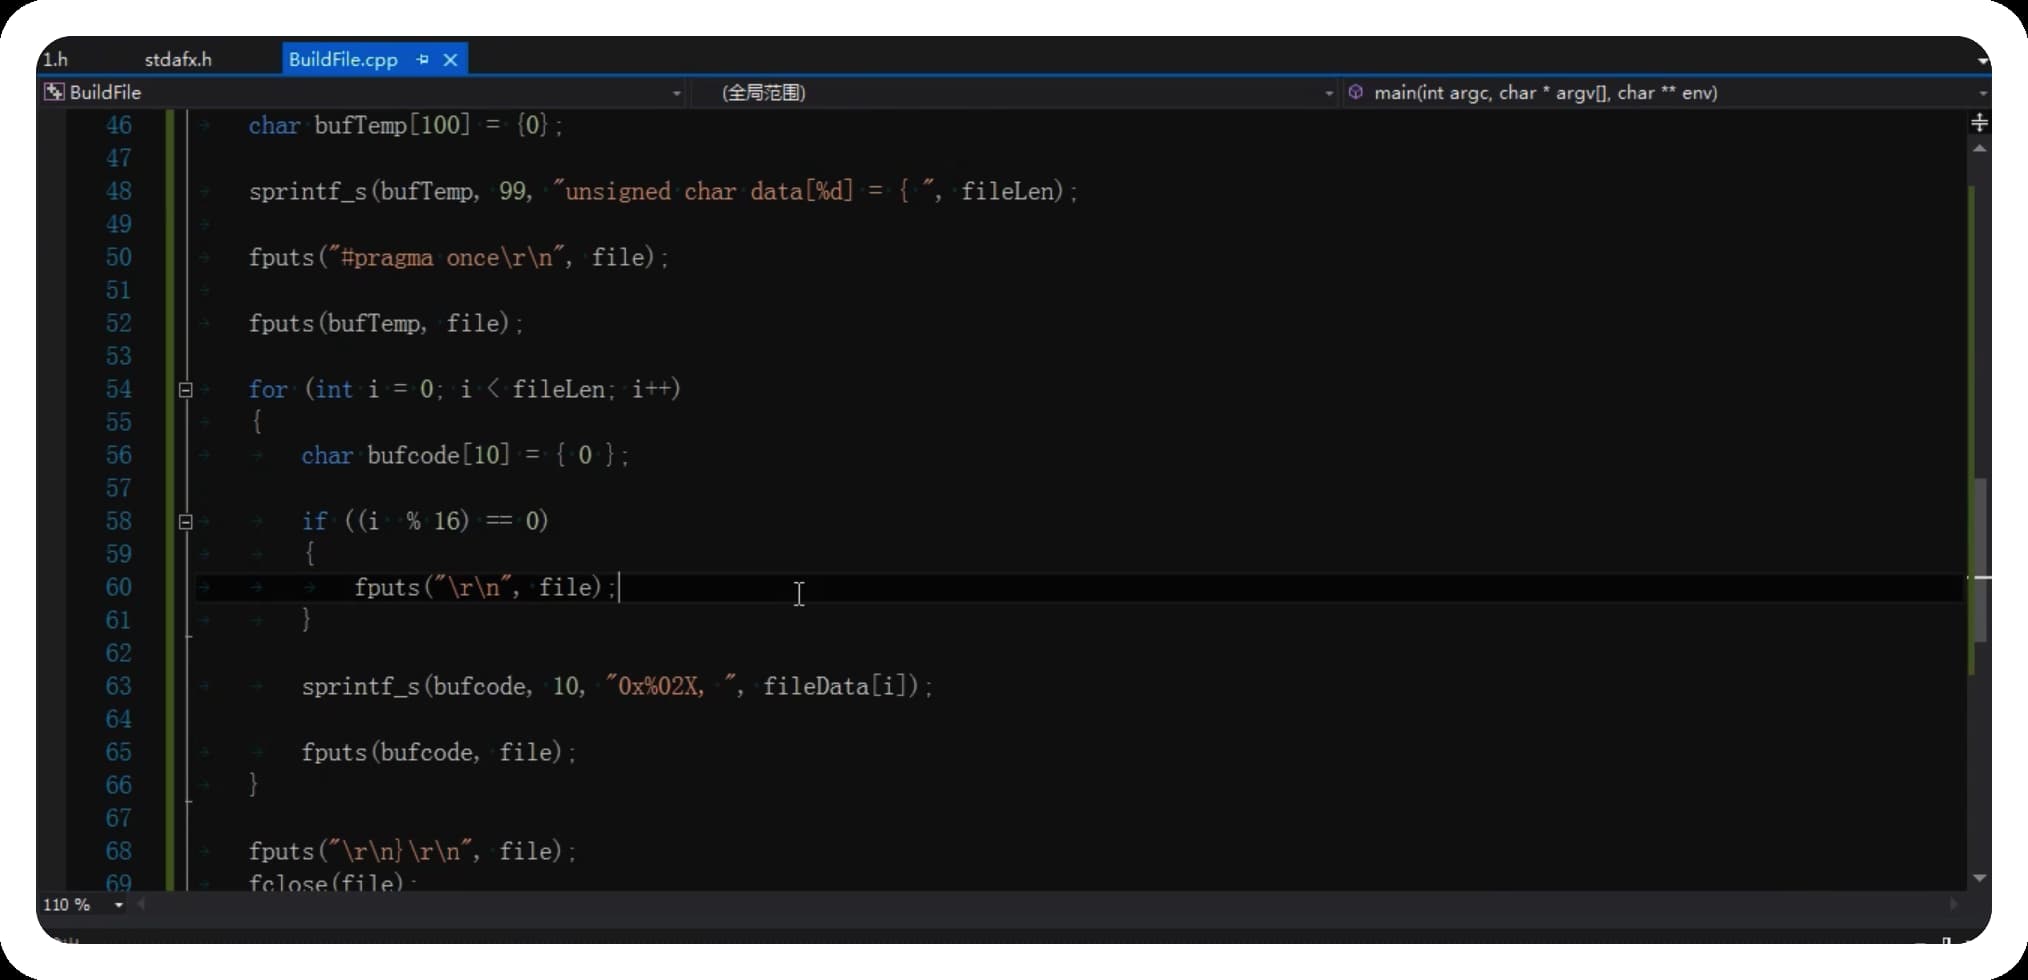 1.h stdafx.h BuildFile.cpp
BuildFile (全局范围) main(int argc, char * argv[], char ** env)
46 char bufTemp[100] = {0};
47
48 sprintf_s(bufTemp, 99, "unsigned char data[%d] = { ", fileLen);
49
50 fputs("#pragma once\r\n", file);
51
52 fputs(bufTemp, file);
53
54 for (int i = 0; i < fileLen; i++)
55 {
56 char bufcode[10] = { 0 };
57
58 if ((i  % 16) == 0)
59 {
60 fputs("\r\n", file);
61 }
62
63 sprintf_s(bufcode, 10, "0x%02X, ", fileData[i]);
64
65 fputs(bufcode, file);
66 }
67
68 fputs("\r\n}\r\n", file);
69 fclose(file);
110 %